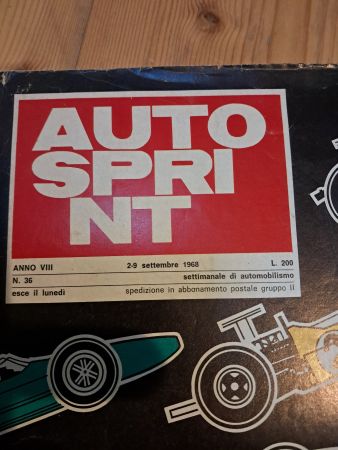 AUTO
SPRI
NT
ANNO VIII 2-9 settembre 1968 L. 200
N. 36 settimanale di automobilismo
esce il lunedì spedizione in abbonamento postale gruppo II